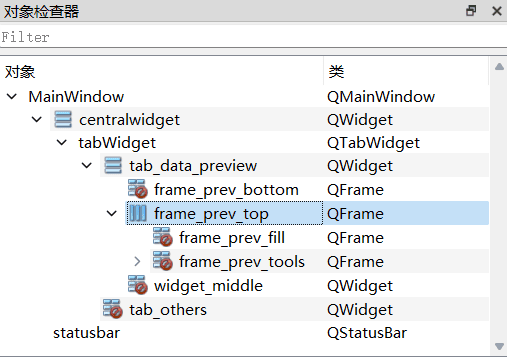 对象检查器
Filter
对象 类
MainWindow QMainWindow
centralwidget QWidget
tabWidget QTabWidget
tab_data_preview QWidget
frame_prev_bottom QFrame
frame_prev_top QFrame
frame_prev_fill QFrame
frame_prev_tools QFrame
widget_middle QWidget
tab_others QWidget
statusbar QStatusBar